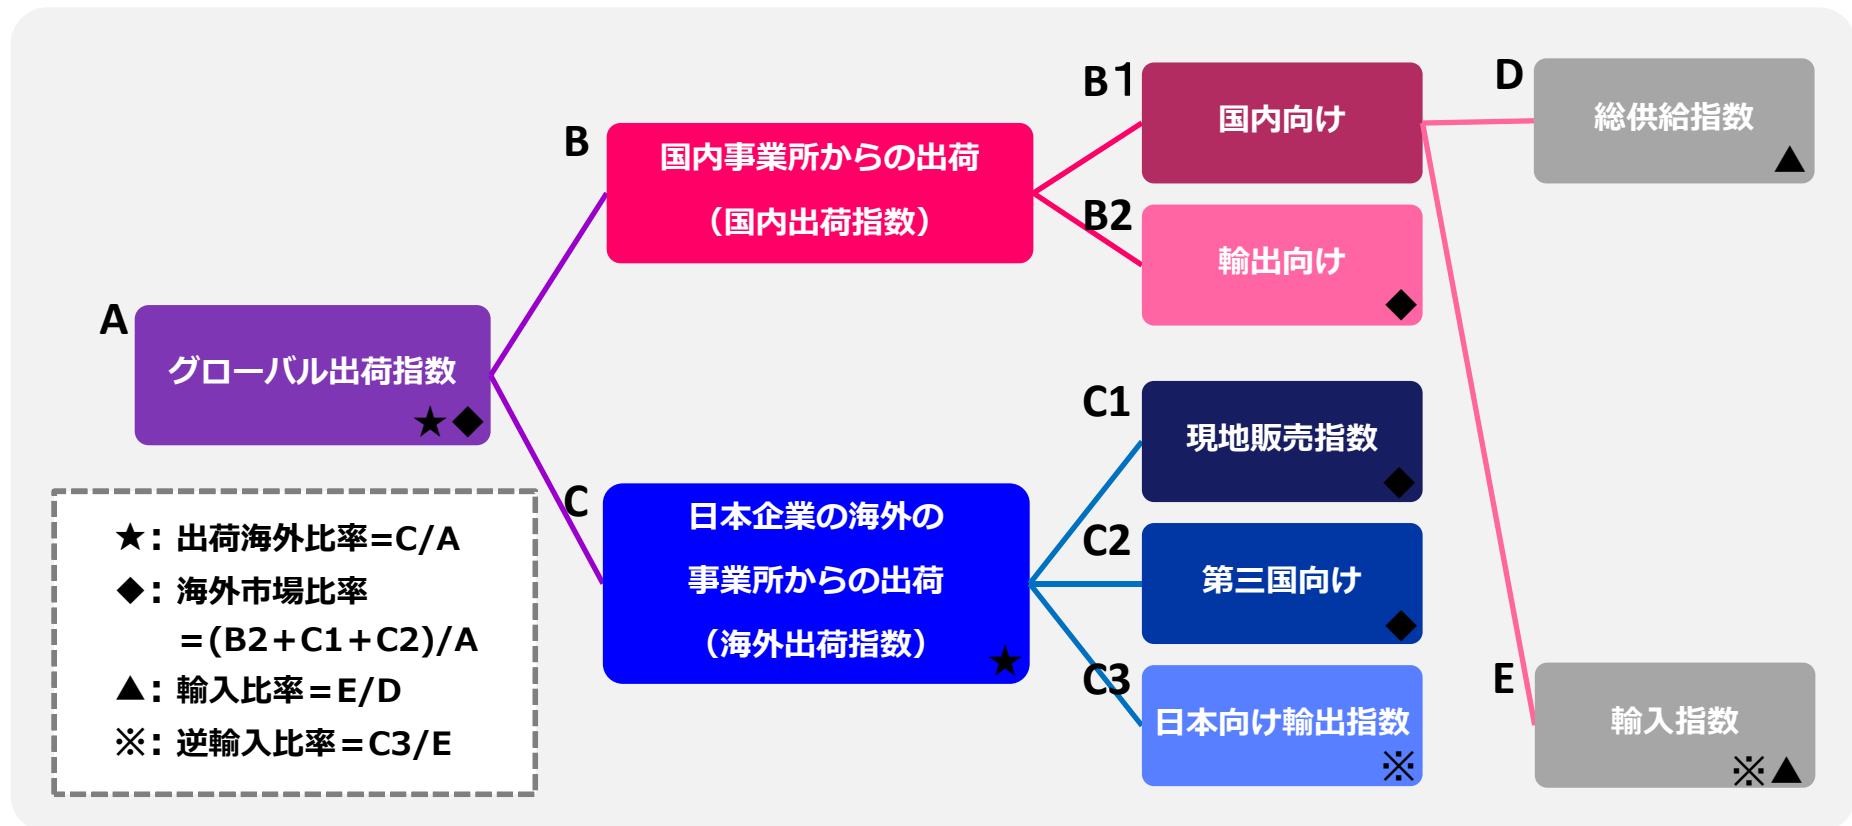 A
グローバル出荷指数
★◆
B
国内事業所からの出荷
（国内出荷指数）
C
日本企業の海外の
事業所からの出荷
（海外出荷指数）
★
B１
国内向け
B2
輸出向け
◆
C1
現地販売指数
◆
C2
第三国向け
◆
C3
日本向け輸出指数
※
D
総供給指数
▲
E
輸入指数
※▲
★：出荷海外比率=C/A
◆：海外市場比率
＝(B2＋C1＋C2)/A
▲：輸入比率＝E/D
※：逆輸入比率＝C3/E